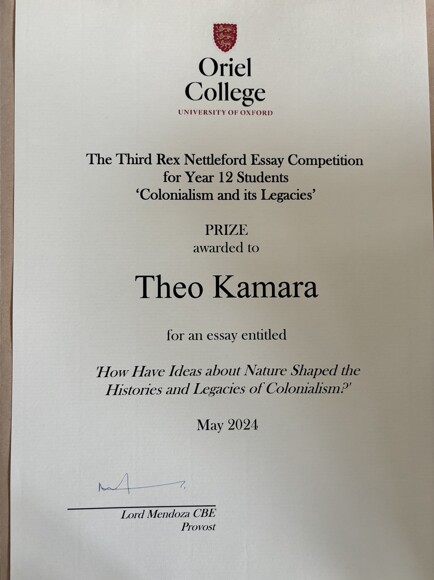 Oriel
College
UNIVERSITY OF OXFORD
The Third Rex Nettleford Essay Competition
for Year 12 Students
‘Colonialism and its Legacies’
PRIZE
awarded to
Theo Kamara
for an essay entitled
'How Have Ideas about Nature Shaped the
Histories and Legacies of Colonialism?'
May 2024
Lord Mendoza CBE
Provost